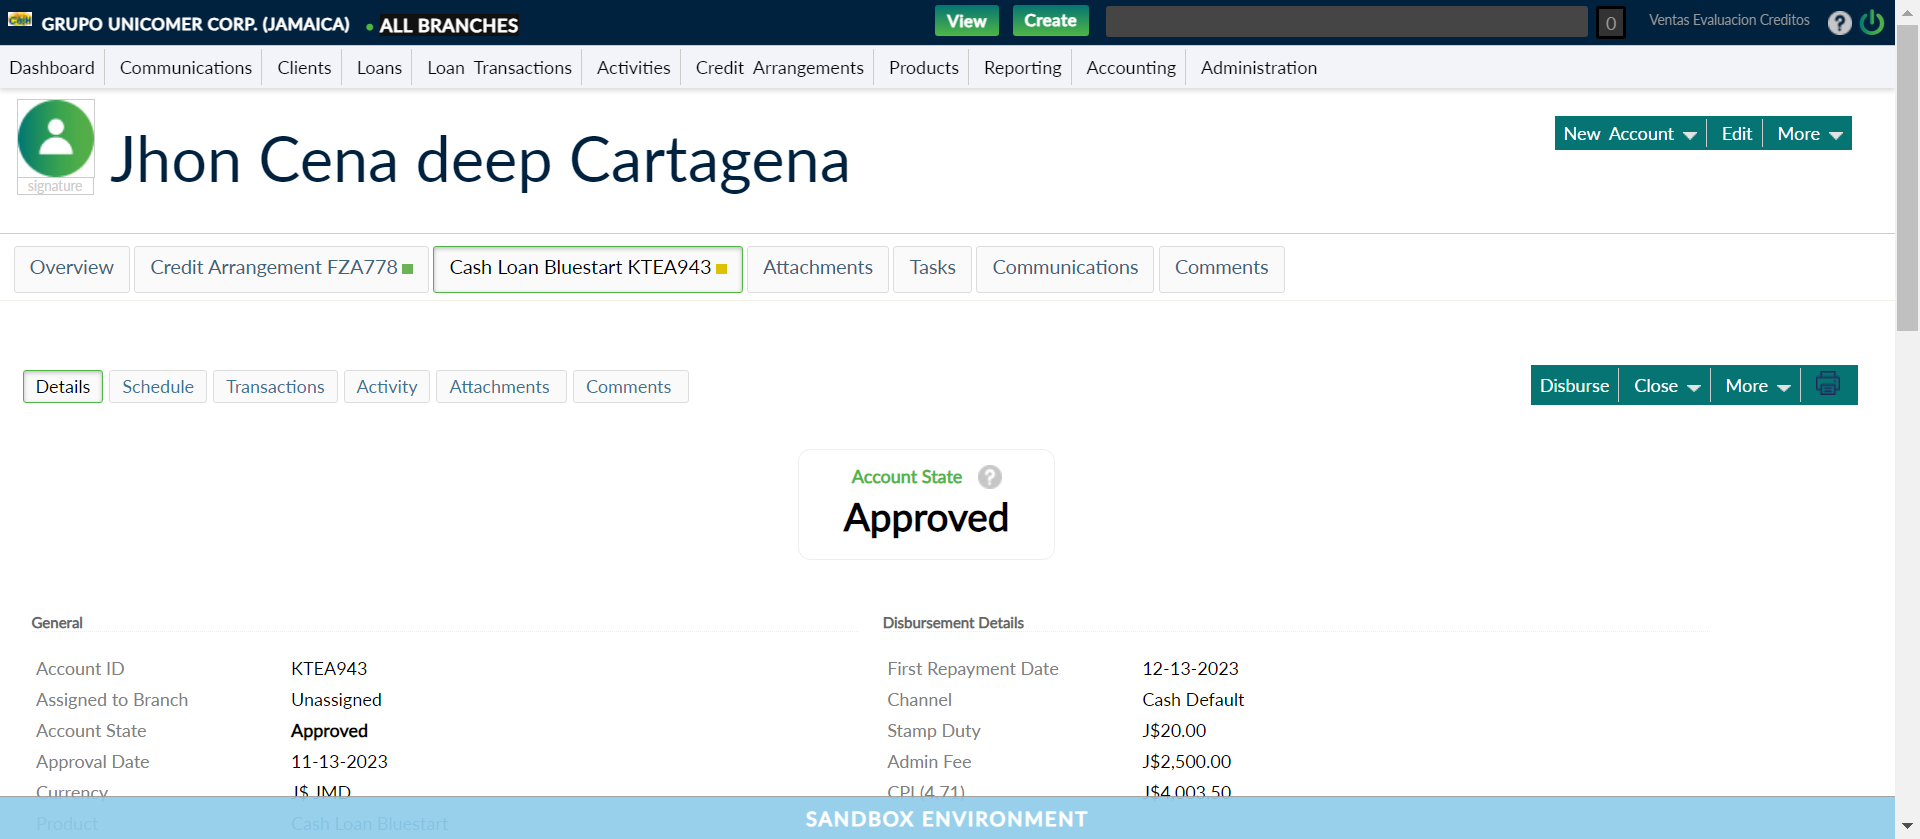 Cash GRUPO UNICOMER CORP. (JAMAICA) ALL BRANCHES View Create 0 Ventas Evaluacion Creditos ?
Dashboard Communications Clients Loans Loan Transactions Activities Credit Arrangements Products Reporting Accounting Administration
signature
Jhon Cena deep Cartagena
New Account Edit More
Overview Credit Arrangement FZA778 Cash Loan Bluestart KTEA943 Attachments Tasks Communications Comments
Details Schedule Transactions Activity Attachments Comments
Disburse Close More
Account State ?
Approved
General
Account ID KTEA943
Assigned to Branch Unassigned
Account State Approved
Approval Date 11-13-2023
Currency J$ JMD
Product Cash Loan Bluestart
Disbursement Details
First Repayment Date 12-13-2023
Channel Cash Default
Stamp Duty J$20.00
Admin Fee J$2,500.00
CPI (4.71) J$4,003.50
SANDBOX ENVIRONMENT